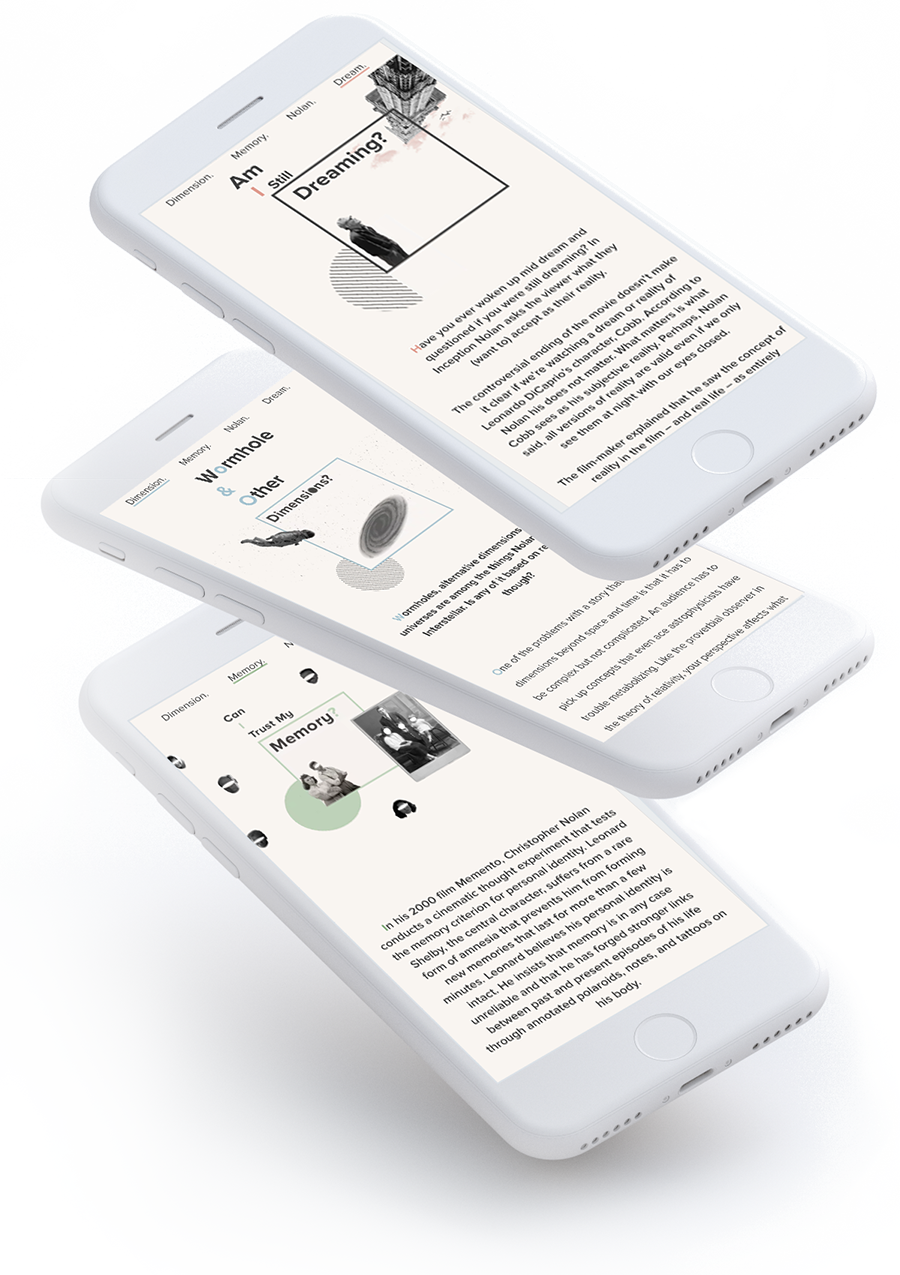 Dimension.
Memory.
Nolan.
Dream.
Am
I Still
Dreaming?
Have you ever woken up mid dream and
questioned if you were still dreaming? In
Inception Nolan asks the viewer what they
(want to) accept as their reality.
The controversial ending of the movie doesn't make
it clear if we're watching a dream or reality of
Leonardo DiCaprio's character, Cobb. According to
Nolan his does not matter. What matters is what
Cobb sees as his subjective reality. Perhaps, Nolan
said, all versions of reality are valid even if we only
see them at night with our eyes closed.
The film-maker explained that he saw the concept of
reality in the film – and real life – as entirely
Dimension.
Memory.
Nolan.
Dream.
Wormhole
& Other
Dimensions?
Wormholes, alternative dimensions
universes are among the things Nolan
Interstellar. Is any of it based on
though?
One of the problems with a story that
dimensions beyond space and time is that it has to
be complex but not complicated. An audience has to
pick up concepts that even ace astrophysicists have
trouble metabolizing. Like the proverbial observer in
the theory of relativity, your perspective affects what
Dimension.
Memory.
Can
I Trust My
Memory?
In his 2000 film Memento, Christopher Nolan
conducts a cinematic thought experiment that tests
the memory criterion for personal identity. Leonard
Shelby, the central character, suffers from a rare
form of amnesia that prevents him from forming
new memories that last for more than a few
minutes. Leonard believes his personal identity is
intact. He insists that memory is in any case
unreliable and that he has forged stronger links
between past and present episodes of his life
through annotated polaroids, notes, and tattoos on
his body.